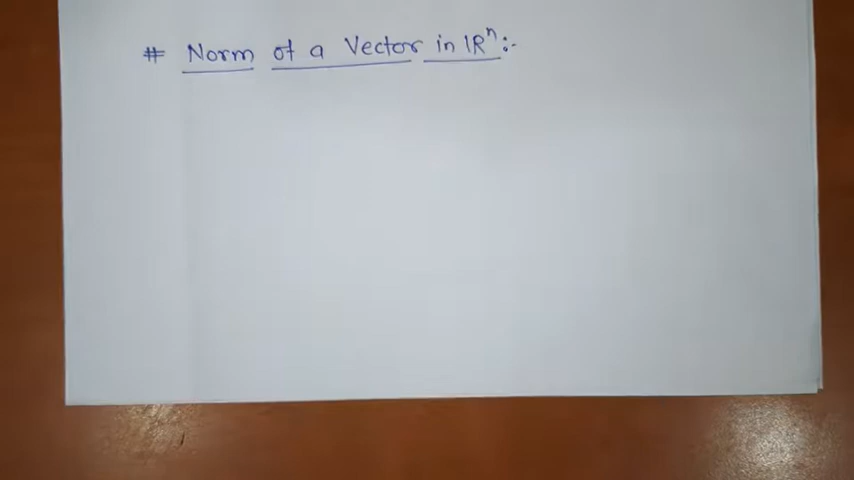 # Norm of a Vector in ℝⁿ:-